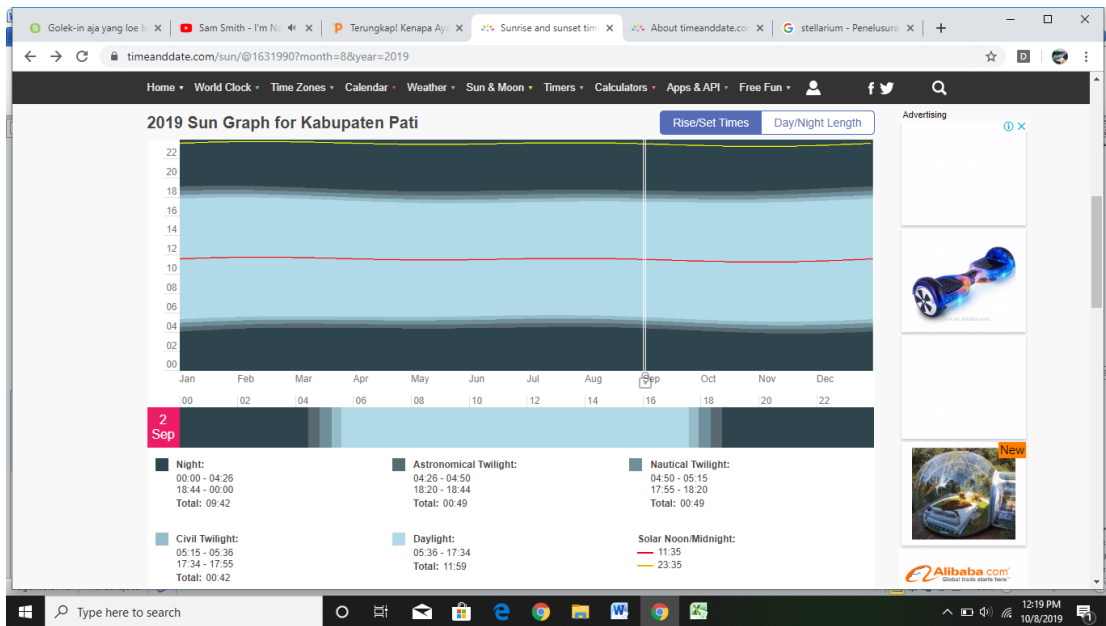 Golek-in aja yang loe b
Sam Smith - I'm No
Terungkap! Kenapa Aya
Sunrise and sunset tim
About timeanddate.co
stellarium - Penelusura
timeanddate.com/sun/@1631990?month=8&year=2019
Home World Clock Time Zones Calendar Weather Sun & Moon Timers Calculators Apps & API Free Fun
2019 Sun Graph for Kabupaten Pati
Rise/Set Times Day/Night Length
Advertising
22
20
18
16
14
12
10
08
06
04
02
00
Jan Feb Mar Apr May Jun Jul Aug Sep Oct Nov Dec
00 02 04 06 08 10 12 14 16 18 20 22
2
Sep
Night:
00:00 - 04:26
18:44 - 00:00
Total: 09:42
Astronomical Twilight:
04:26 - 04:50
18:20 - 18:44
Total: 00:49
Nautical Twilight:
04:50 - 05:15
17:55 - 18:20
Total: 00:49
Civil Twilight:
05:15 - 05:36
17:34 - 17:55
Total: 00:42
Daylight:
05:36 - 17:34
Total: 11:59
Solar Noon/Midnight:
11:35
23:35
New
Alibaba.com
Global trade starts here
Type here to search
12:19 PM
10/8/2019